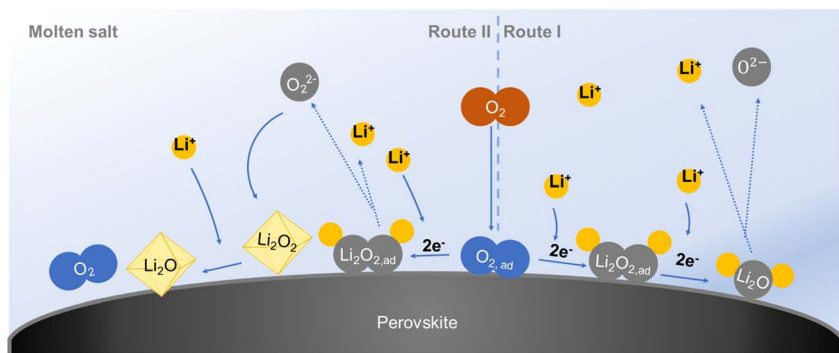 Molten salt
Route II
Route I
O₂²⁻
O₂
Li⁺
Li⁺
O²⁻
Li⁺
Li⁺
Li⁺
Li⁺
Li⁺
O₂
Li₂O
Li₂O₂
Li₂O₂,ad
2e⁻
O₂, ad
2e⁻
Li₂O₂,ad
2e⁻
Li₂O
Perovskite